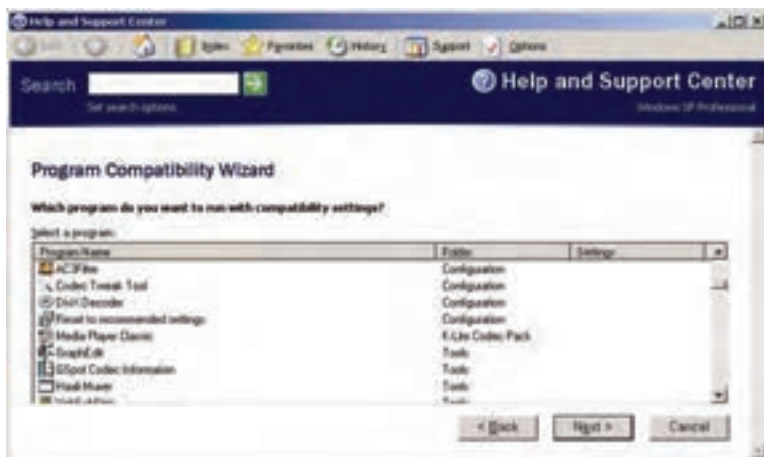 Help and Support Center
Index Favorites History Support Options
Search
Set search options
Help and Support Center
Windows XP Professional
Program Compatibility Wizard
Which program do you want to run with compatibility settings?
Select a program:
Program Name Folder Settings
AC3Filter Configuration
Codec Tweak Tool Configuration
DivX Decoder Configuration
Reset to recommended settings Configuration
Media Player Classic K-Lite Codec Pack
GraphEdit Tools
GSpot Codec Information Tools
Haali Muxer Tools
< Back Next > Cancel